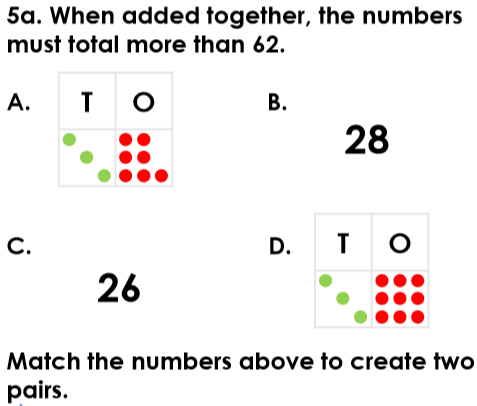 5a. When added together, the numbers
must total more than 62.
A.
T O
B.
28
C.
26
D.
T O
Match the numbers above to create two
pairs.